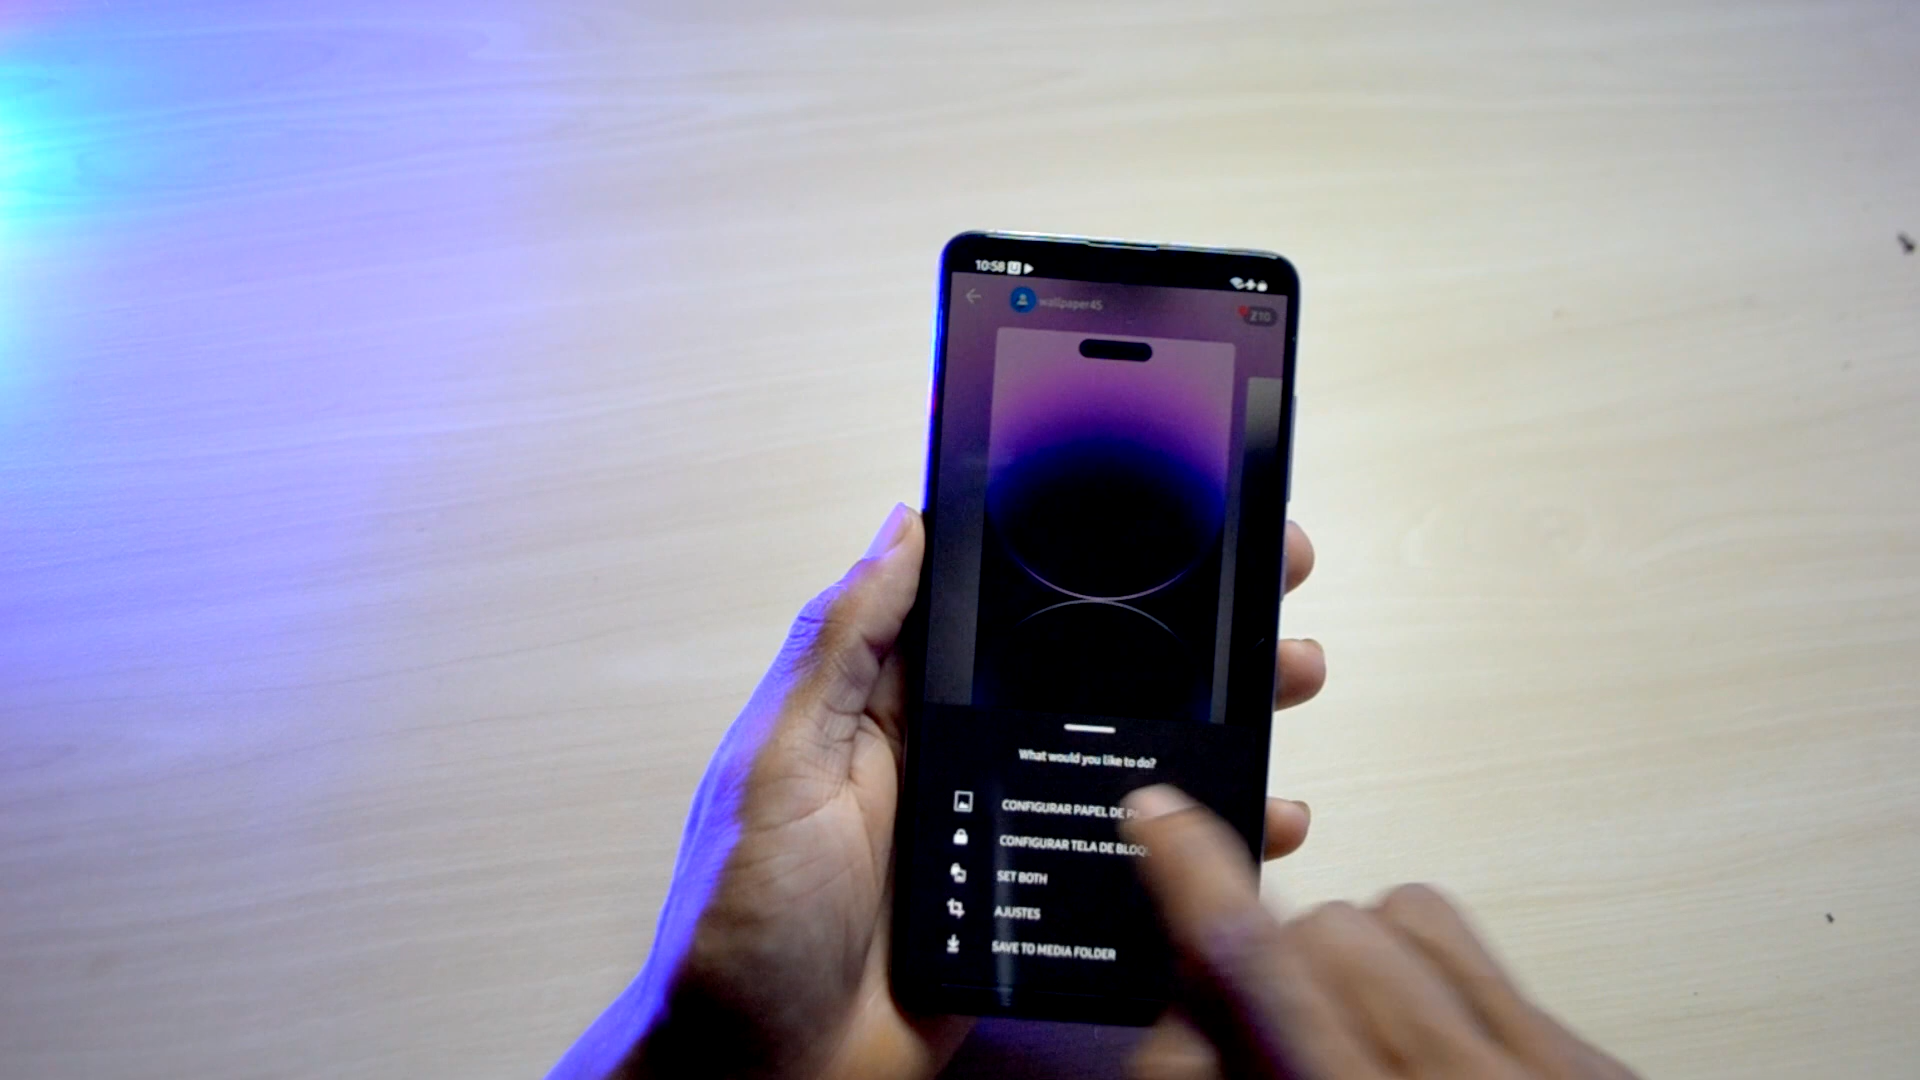 10:58
wallpaper45
210
What would you like to do?
CONFIGURAR PAPEL DE
CONFIGURAR TELA DE
SET BOTH
AJUSTES
SAVE TO MEDIA FOLDER